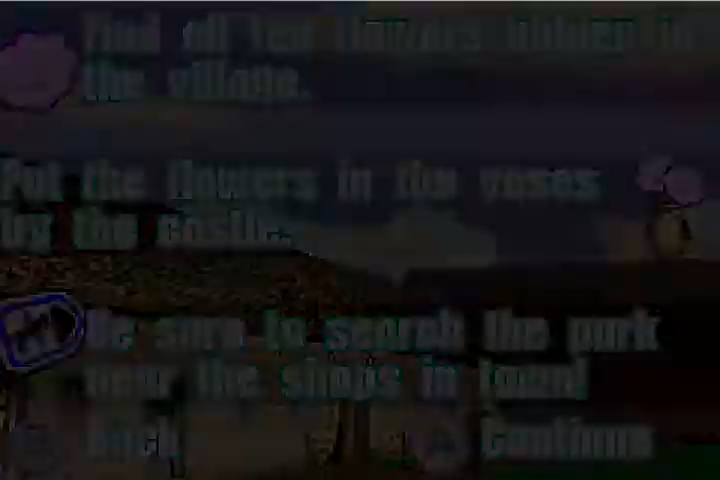 Find all ten flowers hidden in
the village.
Put the flowers in the vases
by the castle.
Be sure to search the park
near the shops in town!
Back
Continue